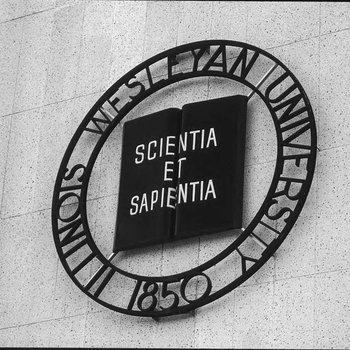 ILLINOIS WESLEYAN UNIVERSITY
1850
SCIENTIA
ET
SAPIENTIA